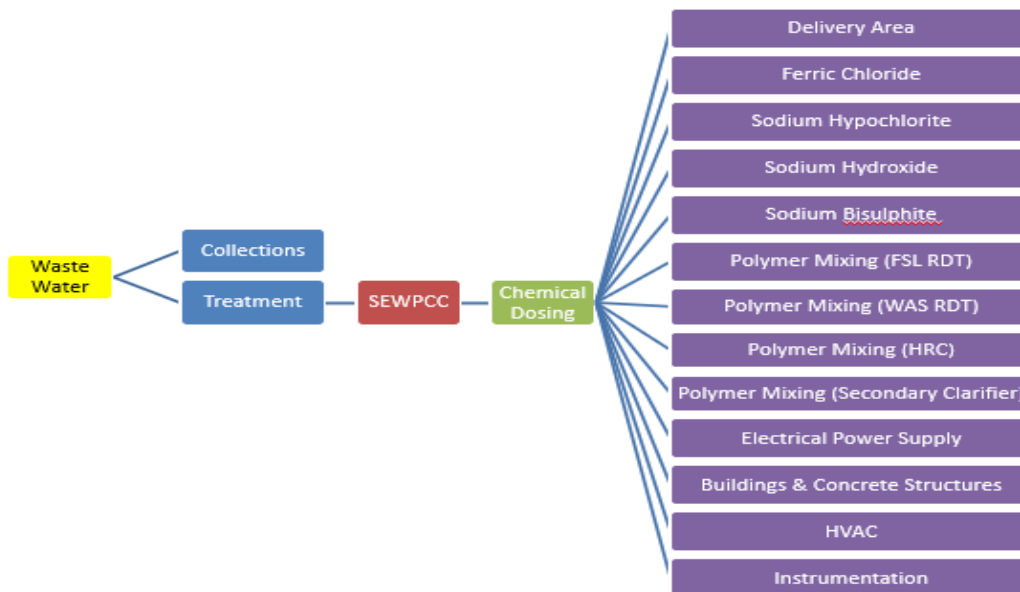 Waste
Water
Collections
Treatment
SEWPCC
Chemical
Dosing
Delivery Area
Ferric Chloride
Sodium Hypochlorite
Sodium Hydroxide
Sodium Bisulphite
Polymer Mixing (FSL RDT)
Polymer Mixing (WAS RDT)
Polymer Mixing (HRC)
Polymer Mixing (Secondary Clarifier)
Electrical Power Supply
Buildings & Concrete Structures
HVAC
Instrumentation